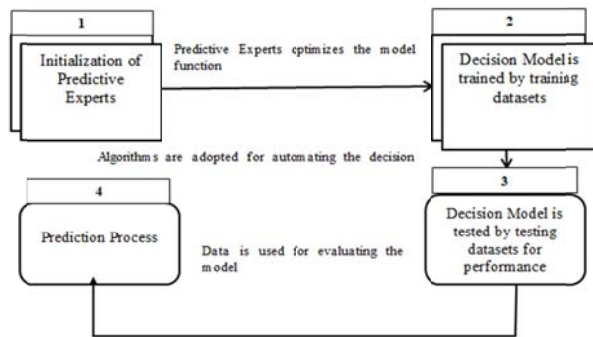 1
Initialization of
Predictive
Experts
Predictive Experts optimizes the model
function
2
Decision Model is
trained by training
datasets
Algorithms are adopted for automating the decision
3
Decision Model is
tested by testing
datasets for
performance
4
Prediction Process
Data is used for evaluating the
model